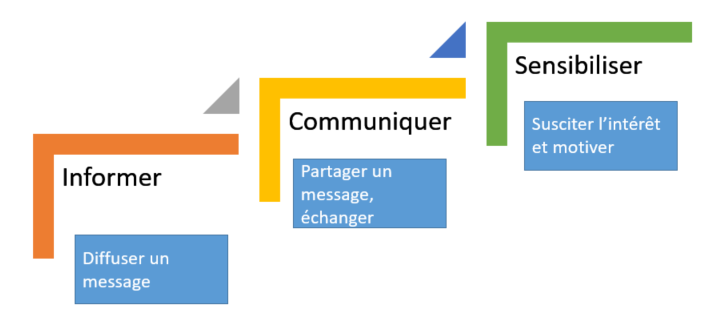 Informer
Diffuser un
message
Communiquer
Partager un
message,
échanger
Sensibiliser
Susciter l'intérêt
et motiver